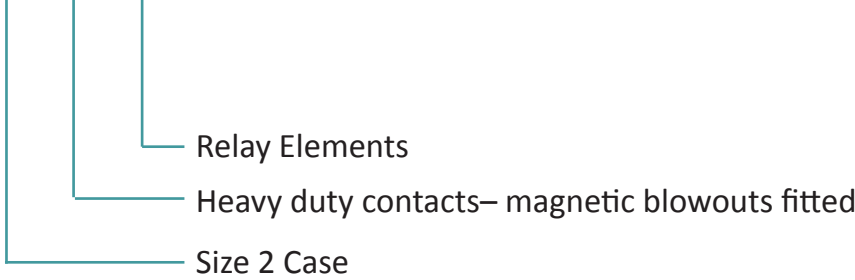 Relay Elements
Heavy duty contacts– magnetic blowouts fitted
Size 2 Case